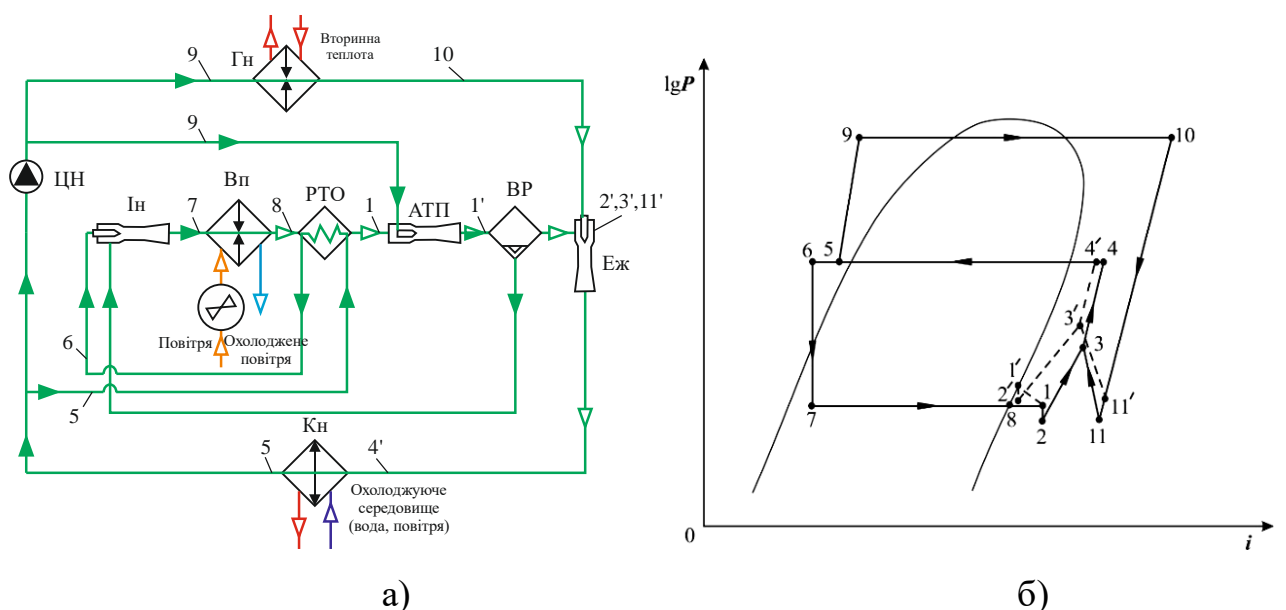 Гн
Вторинна
теплота
9
10
9
ЦН
Ін
7
Вп
8
РТО
1
АТП
1'
ВР
2',3',11'
Еж
Повітря
Охолоджене
повітря
6
5
Кн
5
4'
Охолоджуюче
середовище
(вода, повітря)
а)
lgP
9
10
6
5
4'
4
3'
3
1'
2'
1
7
8
2
11'
11
0
i
б)